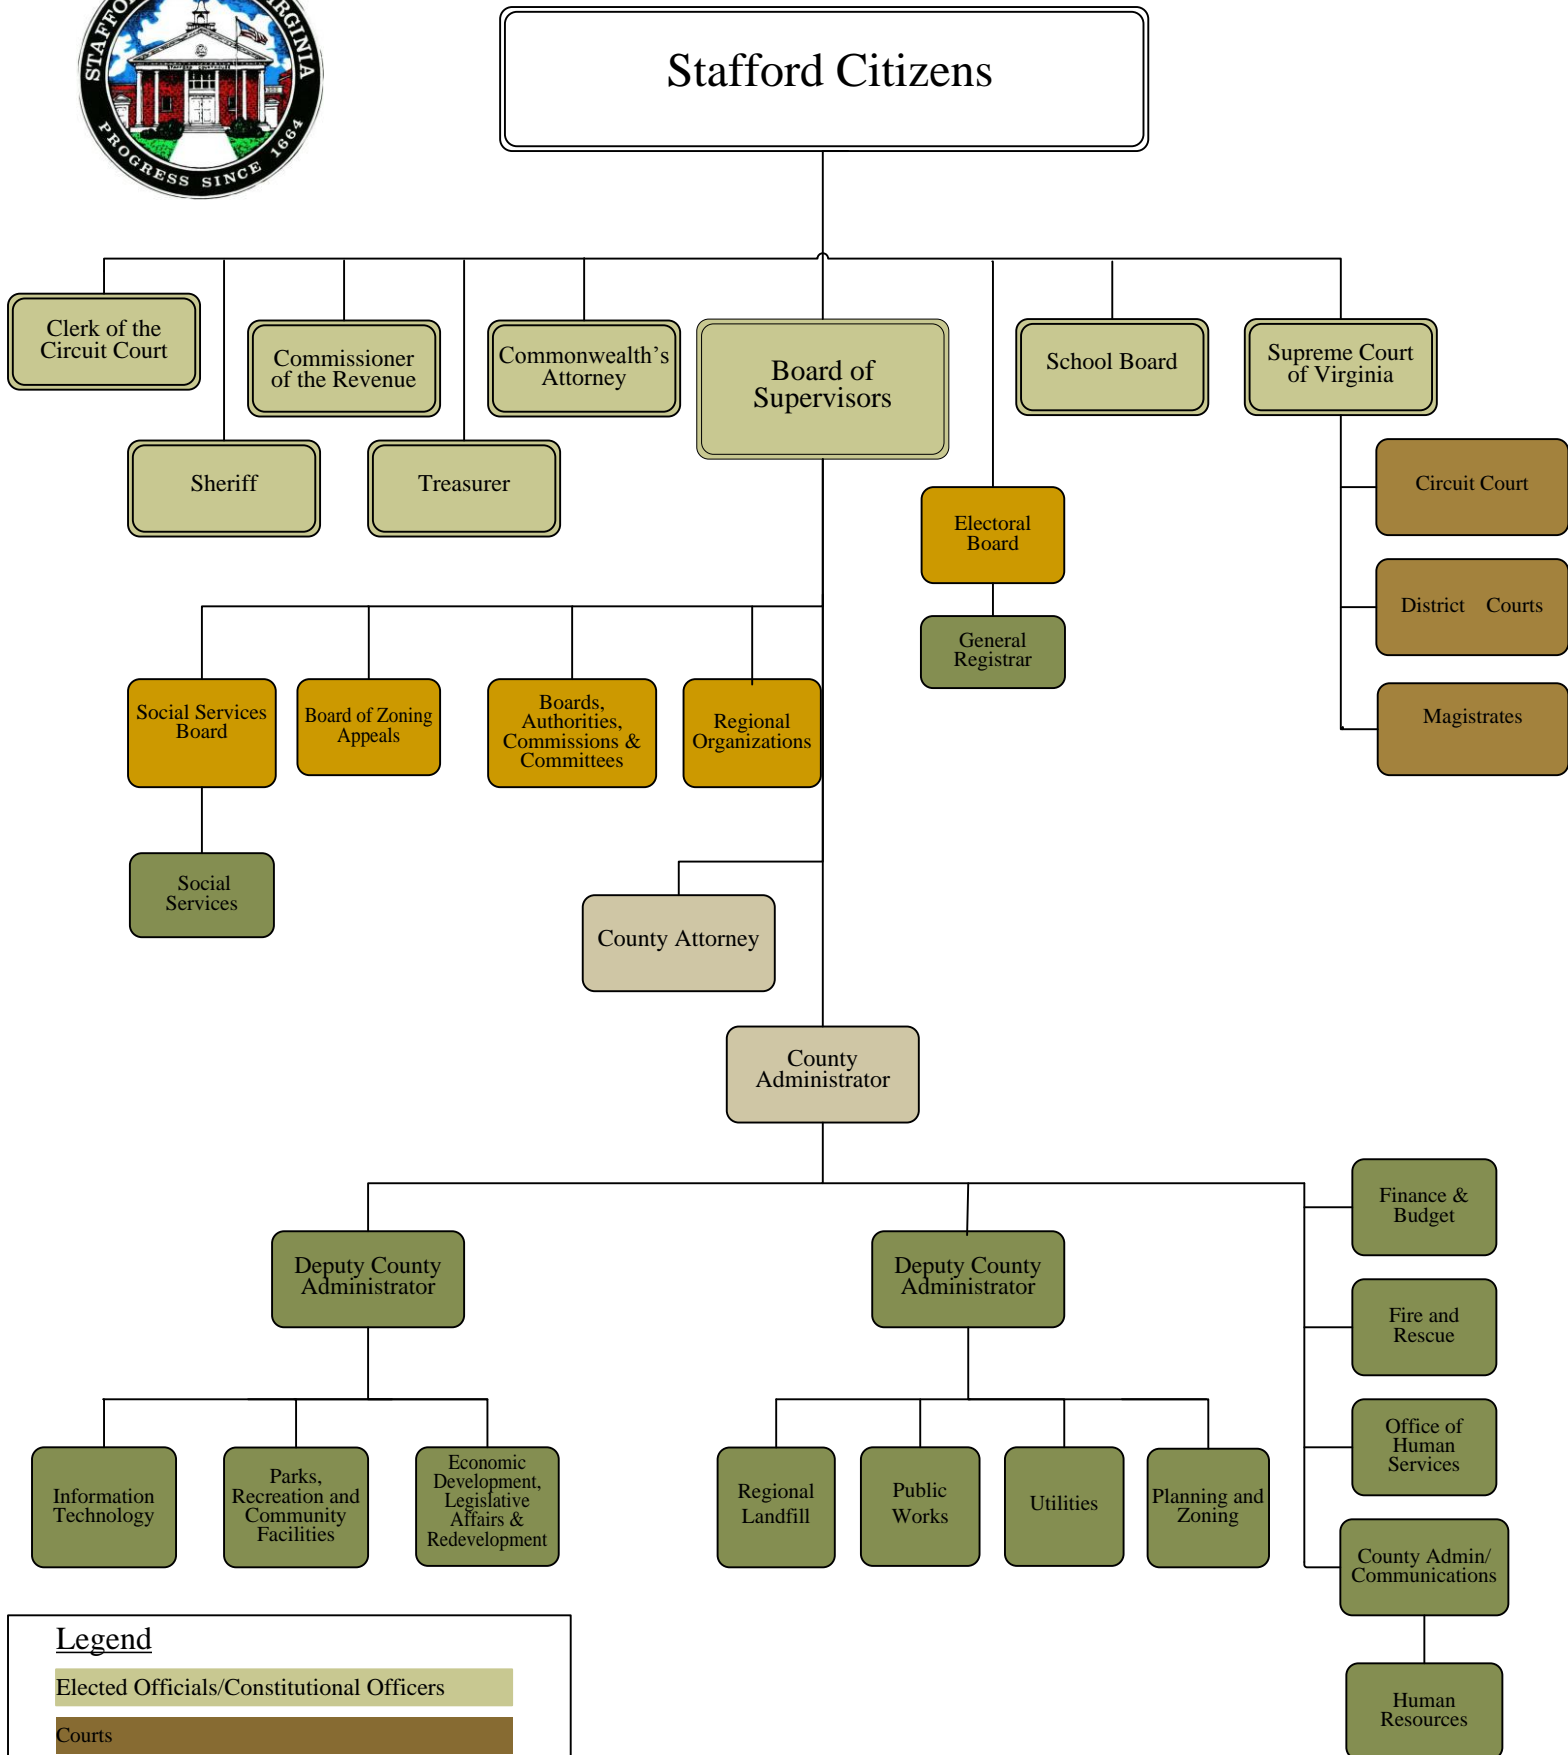 STAFFO
RGINIA
PROGRESS SINCE 1664
Stafford Citizens
Clerk of the
Circuit Court
Commissioner
of the Revenue
Commonwealth’s
Attorney
Board of
Supervisors
School Board
Supreme Court
of Virginia
Sheriff
Treasurer
Circuit Court
Electoral
Board
District Courts
General
Registrar
Magistrates
Social Services
Board
Board of Zoning
Appeals
Boards,
Authorities,
Commissions &
Committees
Regional
Organizations
Social
Services
County Attorney
County
Administrator
Finance &
Budget
Deputy County
Administrator
Deputy County
Administrator
Fire and
Rescue
Office of
Human
Services
Information
Technology
Parks,
Recreation and
Community
Facilities
Economic
Development,
Legislative
Affairs &
Redevelopment
Regional
Landfill
Public
Works
Utilities
Planning and
Zoning
County Admin/
Communications
Human
Resources
Legend
Elected Officials/Constitutional Officers
Courts